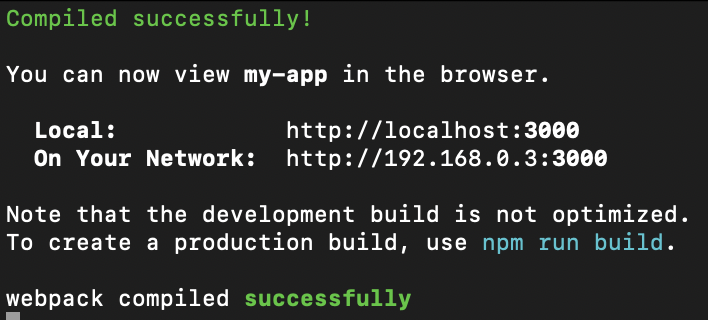 Compiled successfully!
You can now view my-app in the browser.
Local: http://localhost:3000
On Your Network: http://192.168.0.3:3000
Note that the development build is not optimized.
To create a production build, use npm run build.
webpack compiled successfully